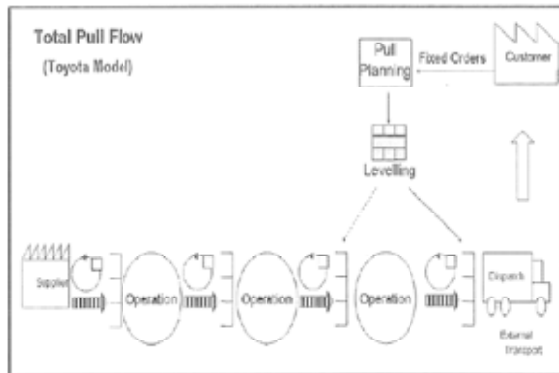 Total Pull Flow
(Toyota Model)
Pull
Planning
Fixed Orders
Customer
Levelling
Supplier
Operation
Operation
Operation
Dispatch
External
Transport